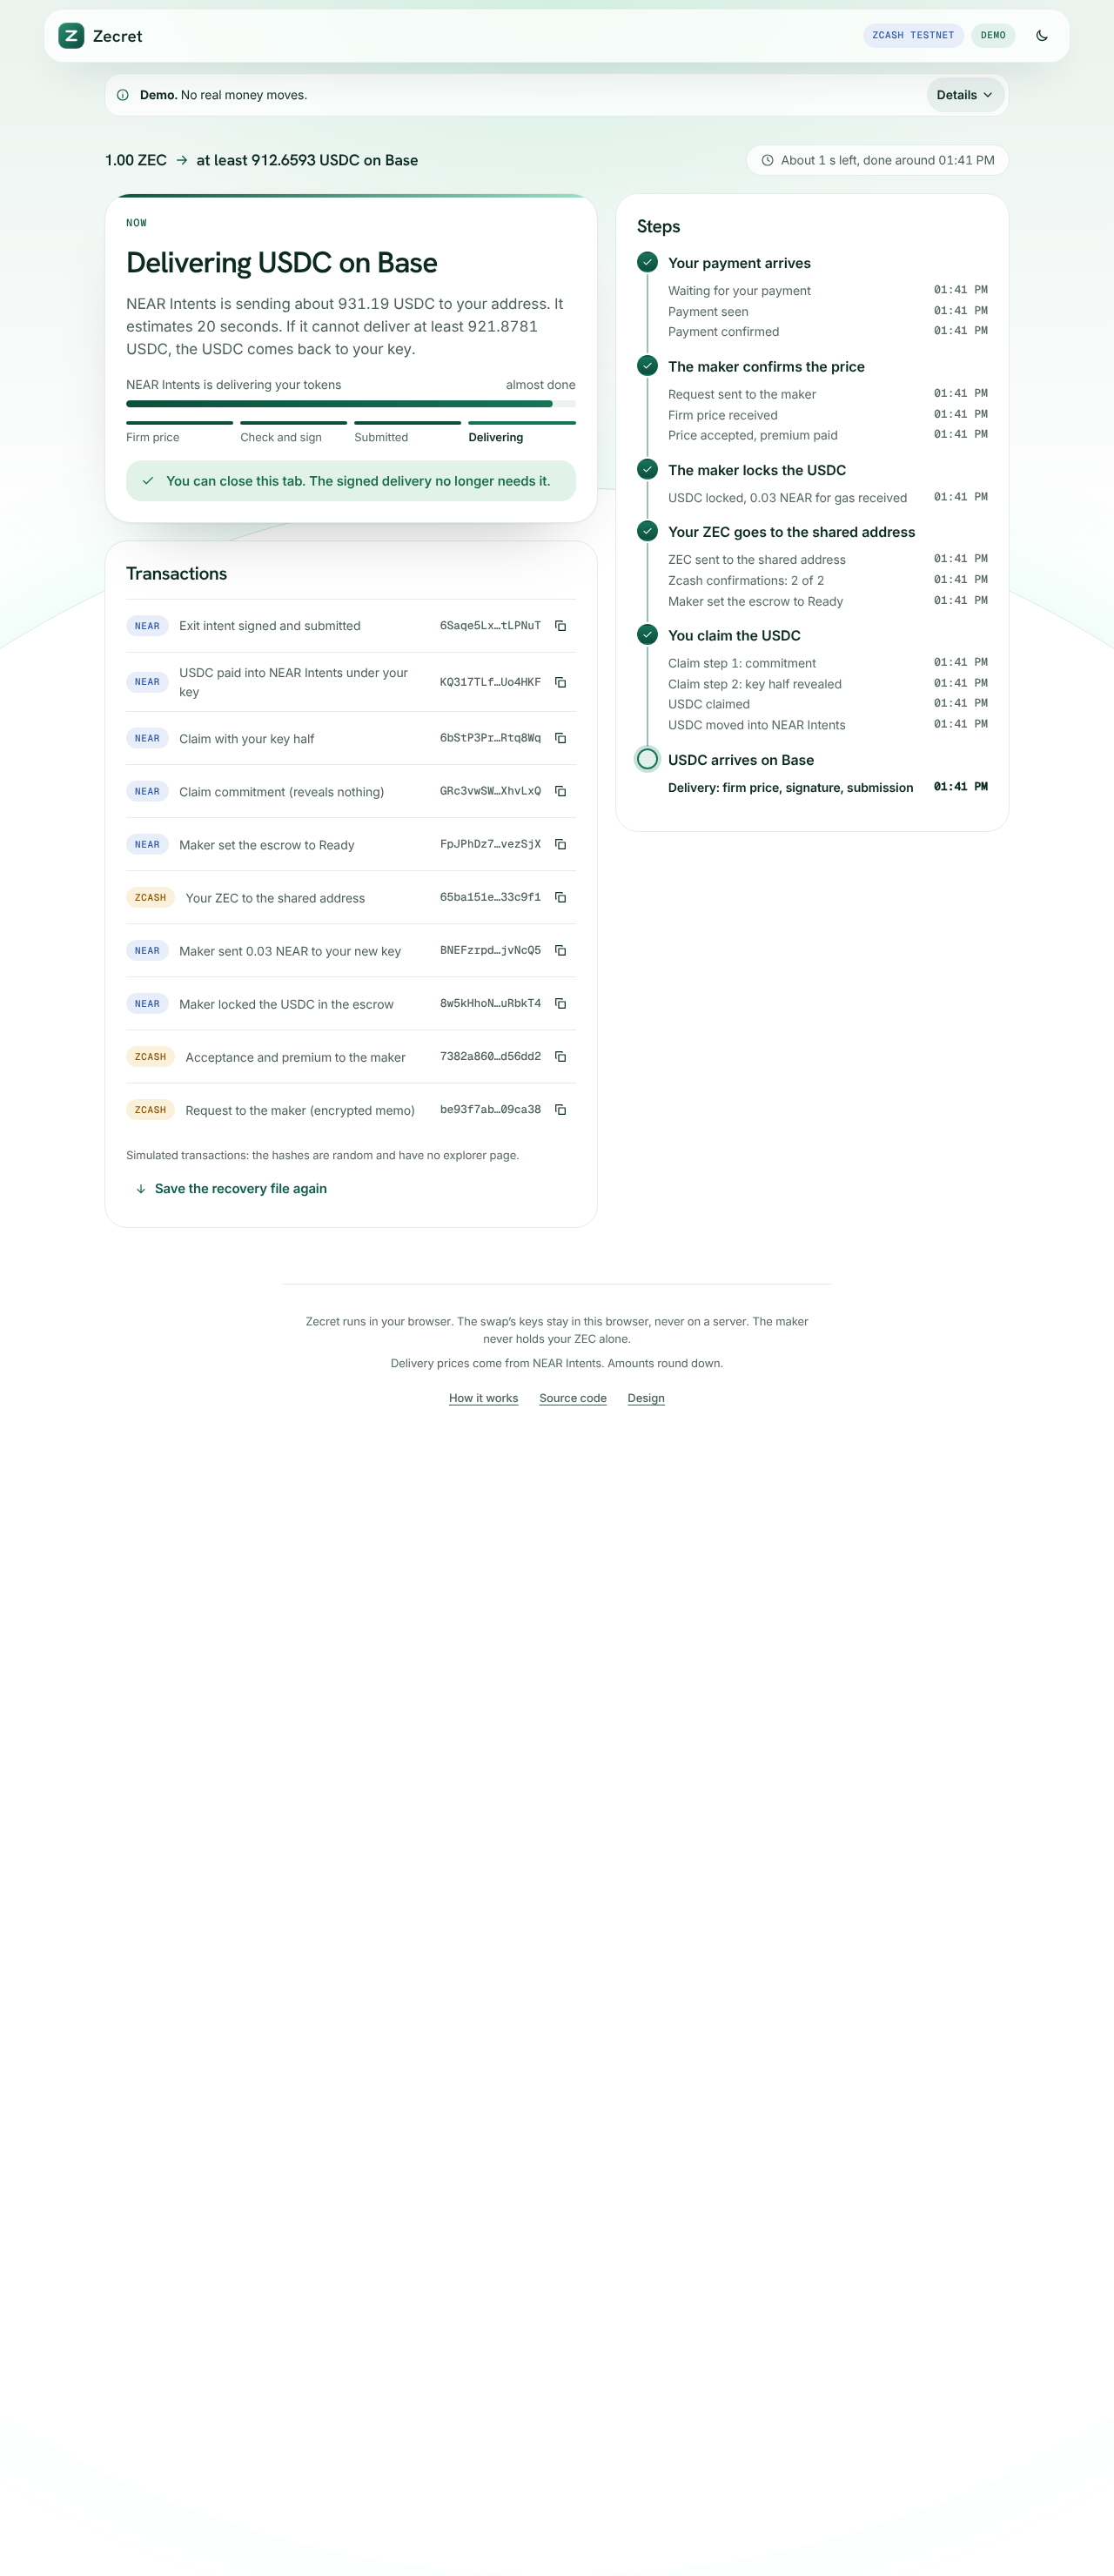 Zecret
ZCASH TESTNET
DEMO
Demo. No real money moves.
Details
1.00 ZEC → at least 912.6593 USDC on Base
About 1 s left, done around 01:41 PM
NOW
Delivering USDC on Base
NEAR Intents is sending about 931.19 USDC to your address. It
estimates 20 seconds. If it cannot deliver at least 921.8781
USDC, the USDC comes back to your key.
NEAR Intents is delivering your tokens
almost done
Firm price
Check and sign
Submitted
Delivering
You can close this tab. The signed delivery no longer needs it.
Transactions
NEAR Exit intent signed and submitted 6Saqe5Lx…tLPNuT
NEAR USDC paid into NEAR Intents under your
key KQ317TLf…Uo4HKF
NEAR Claim with your key half 6bStP3Pr…Rtq8Wq
NEAR Claim commitment (reveals nothing) GRc3vwSW…XhvLxQ
NEAR Maker set the escrow to Ready FpJPhDz7…vezSjX
ZCASH Your ZEC to the shared address 65ba151e…33c9f1
NEAR Maker sent 0.03 NEAR to your new key BNEFzrpd…jvNcQ5
NEAR Maker locked the USDC in the escrow 8w5kHhoN…uRbkT4
ZCASH Acceptance and premium to the maker 7382a860…d56dd2
ZCASH Request to the maker (encrypted memo) be93f7ab…09ca38
Simulated transactions: the hashes are random and have no explorer page.
Save the recovery file again
Steps
Your payment arrives
Waiting for your payment 01:41 PM
Payment seen 01:41 PM
Payment confirmed 01:41 PM
The maker confirms the price
Request sent to the maker 01:41 PM
Firm price received 01:41 PM
Price accepted, premium paid 01:41 PM
The maker locks the USDC
USDC locked, 0.03 NEAR for gas received 01:41 PM
Your ZEC goes to the shared address
ZEC sent to the shared address 01:41 PM
Zcash confirmations: 2 of 2 01:41 PM
Maker set the escrow to Ready 01:41 PM
You claim the USDC
Claim step 1: commitment 01:41 PM
Claim step 2: key half revealed 01:41 PM
USDC claimed 01:41 PM
USDC moved into NEAR Intents 01:41 PM
USDC arrives on Base
Delivery: firm price, signature, submission 01:41 PM
Zecret runs in your browser. The swap's keys stay in this browser, never on a server. The maker
never holds your ZEC alone.
Delivery prices come from NEAR Intents. Amounts round down.
How it works
Source code
Design